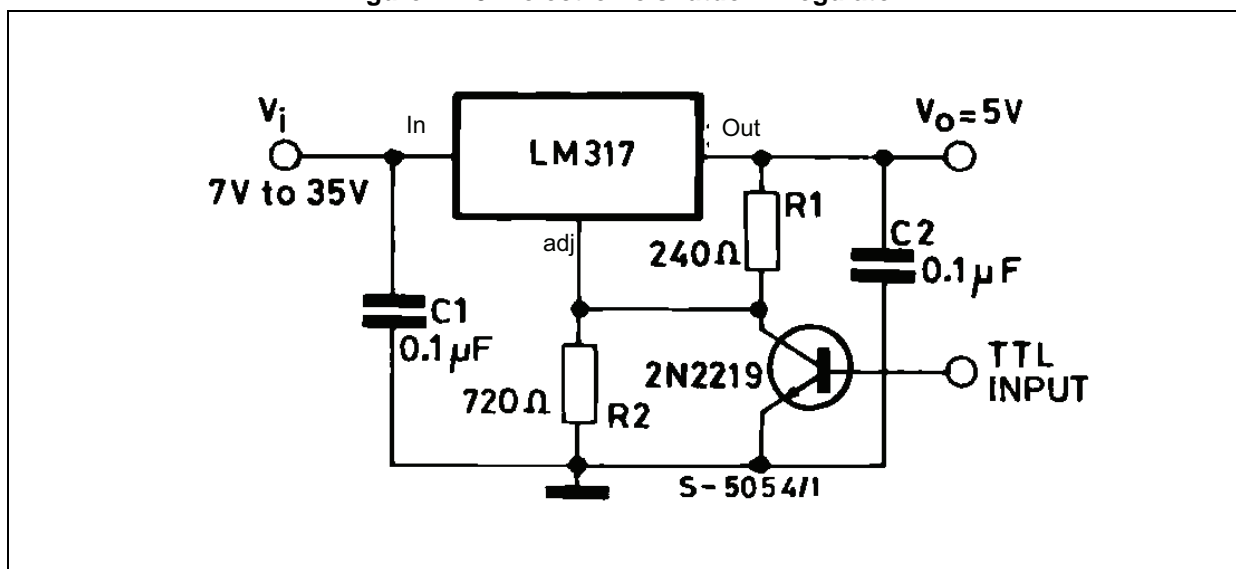 Vi
7V to 35V
In
LM317
Out
Vo=5V
adj
R1
240Ω
C2
0.1μF
C1
0.1μF
720Ω
R2
2N2219
TTL
INPUT
S-5054/1